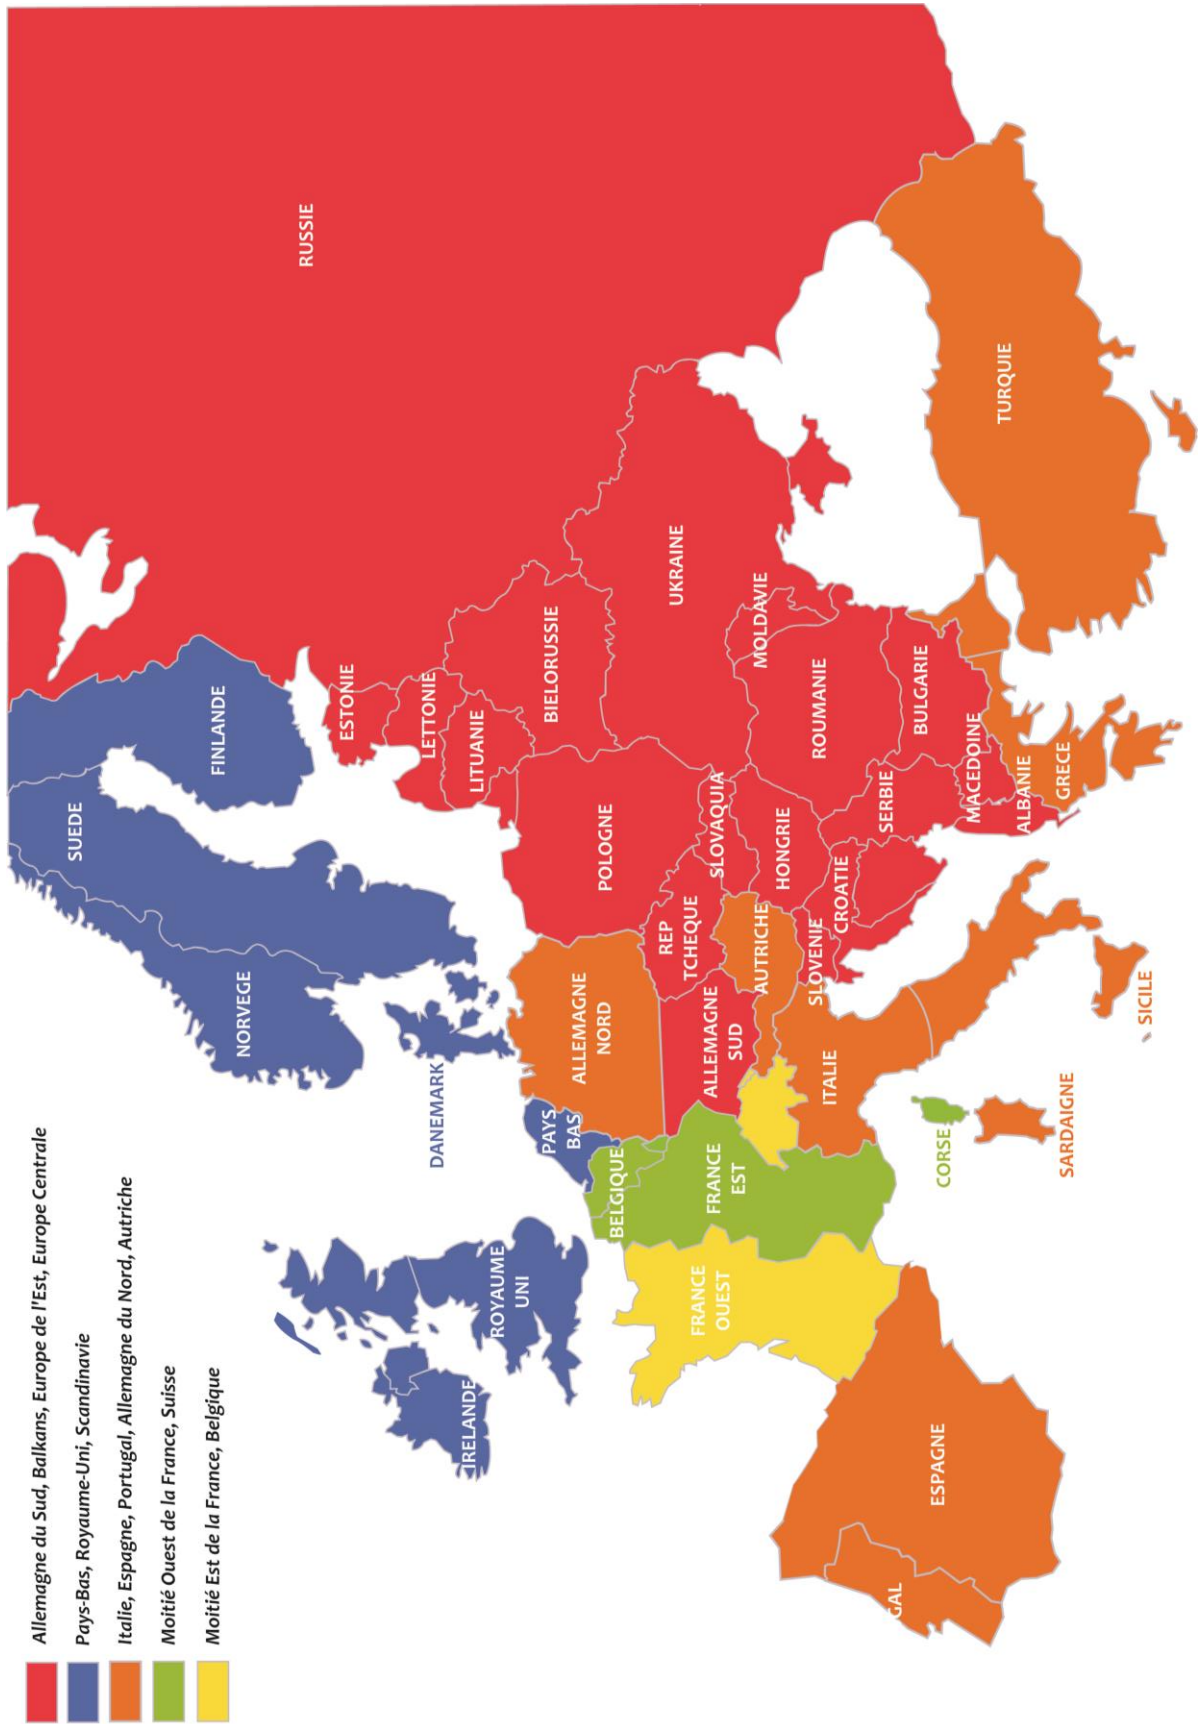 Allemagne du Sud, Balkans, Europe de l'Est, Europe Centrale
Pays-Bas, Royaume-Uni, Scandinavie
Italie, Espagne, Portugal, Allemagne du Nord, Autriche
Moitié Ouest de la France, Suisse
Moitié Est de la France, Belgique
NORVEGE
SUEDE
FINLANDE
RUSSIE
DANEMARK
ESTONIE
LETTONIE
LITUANIE
BIELORUSSIE
IRELANDE
ROYAUME
UNI
PAYS
BAS
BELGIQUE
ALLEMAGNE
NORD
POLOGNE
UKRAINE
FRANCE
OUEST
FRANCE
EST
ALLEMAGNE
SUD
REP
TCHEQUE
SLOVAQUIA
AUTRICHE
HONGRIE
MOLDAVIE
ROUMANIE
SLOVENIE
CROATIE
SERBIE
BULGARIE
ITALIE
MACEDOINE
ALBANIE
GRECE
TURQUIE
CORSE
SARDAIGNE
SICILE
GAL
ESPAGNE